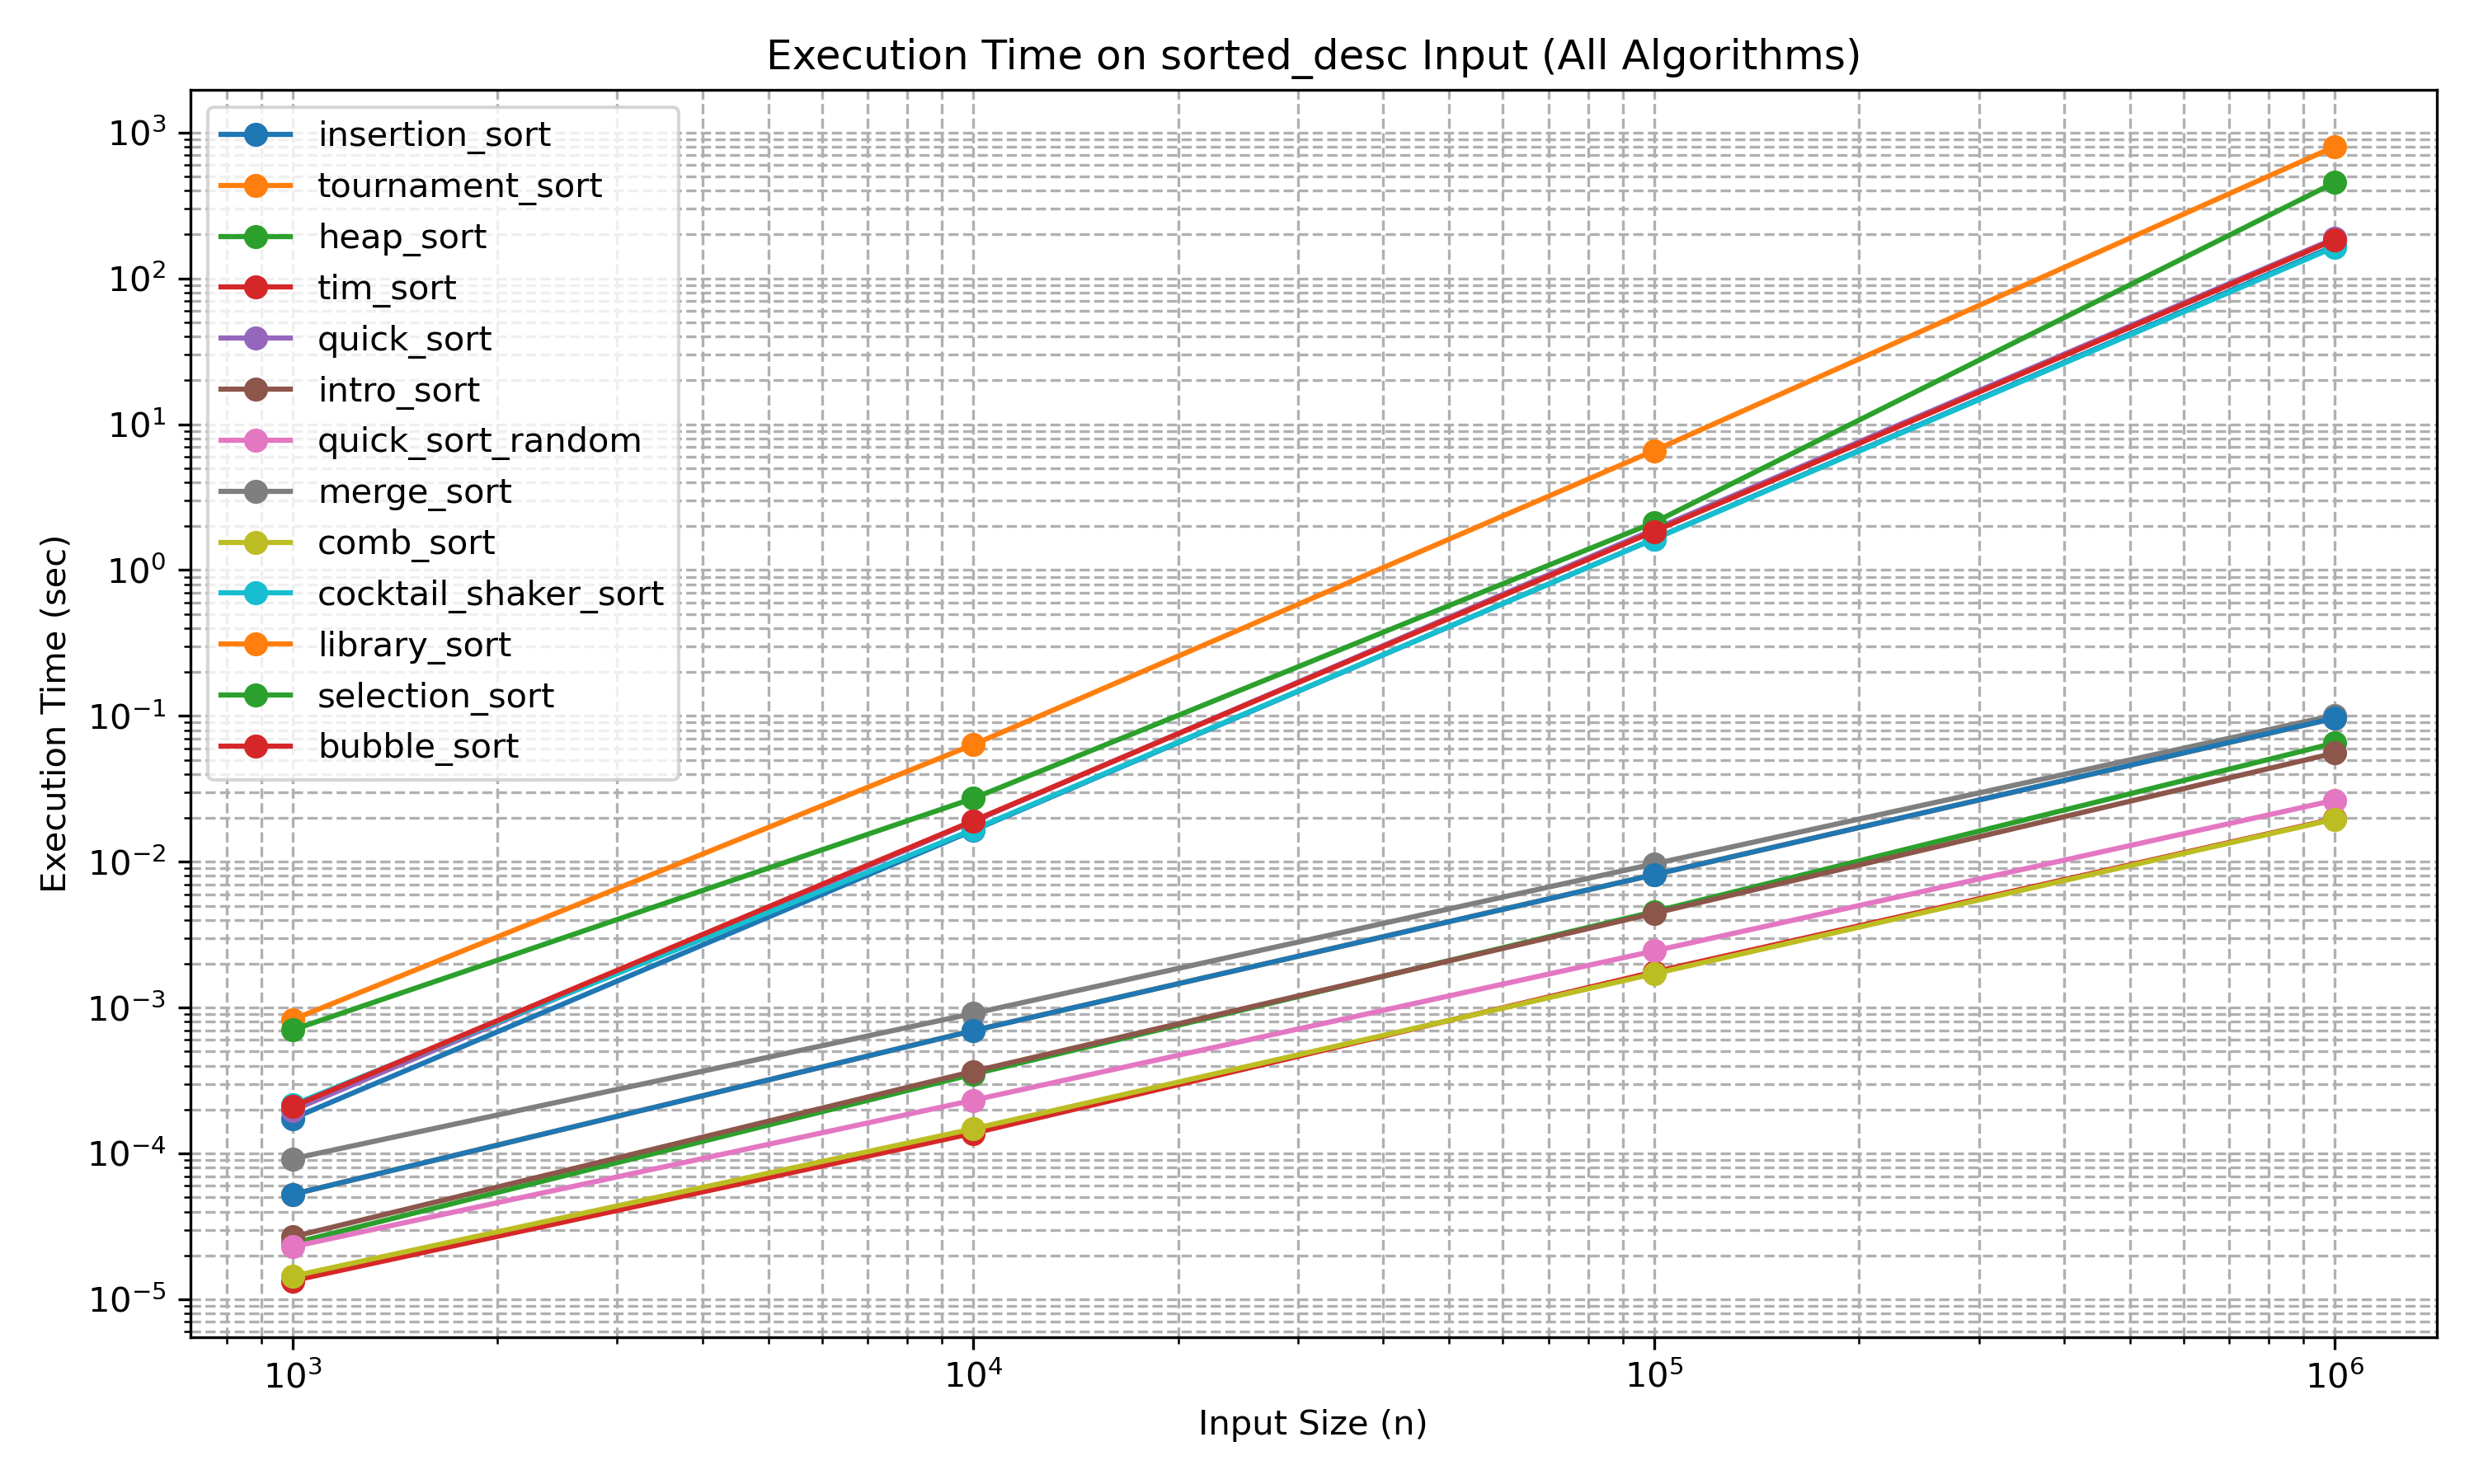 Execution Time on sorted_desc Input (All Algorithms)
Execution Time (sec)
10³
10²
10¹
10⁰
10⁻¹
10⁻²
10⁻³
10⁻⁴
10⁻⁵
insertion_sort
tournament_sort
heap_sort
tim_sort
quick_sort
intro_sort
quick_sort_random
merge_sort
comb_sort
cocktail_shaker_sort
library_sort
selection_sort
bubble_sort
10³ 10⁴ 10⁵ 10⁶
Input Size (n)